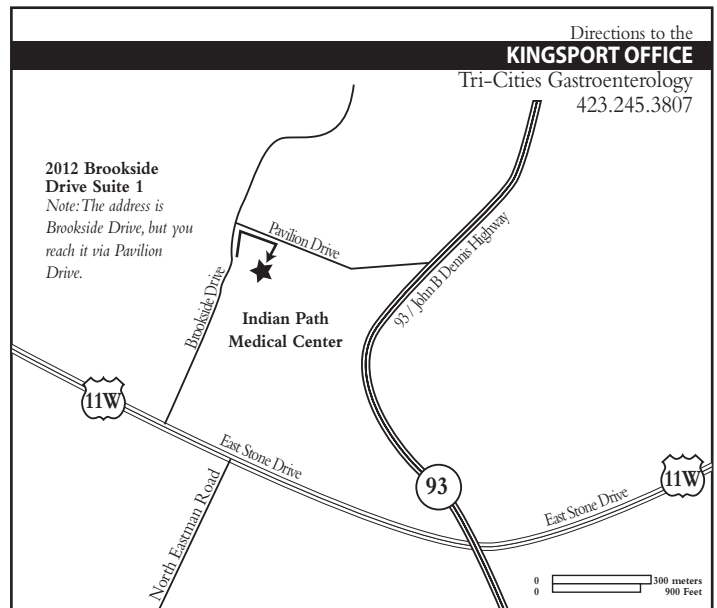 Directions to the
KINGSPORT OFFICE
Tri-Cities Gastroenterology
423.245.3807
2012 Brookside
Drive Suite 1
Note: The address is
Brookside Drive, but you
reach it via Pavilion
Drive.
Pavilion Drive
Brookside Drive
93 / John B Dennis Highway
Indian Path
Medical Center
11W
East Stone Drive
North Eastman Road
93
East Stone Drive
11W
0 300 meters
0 900 Feet